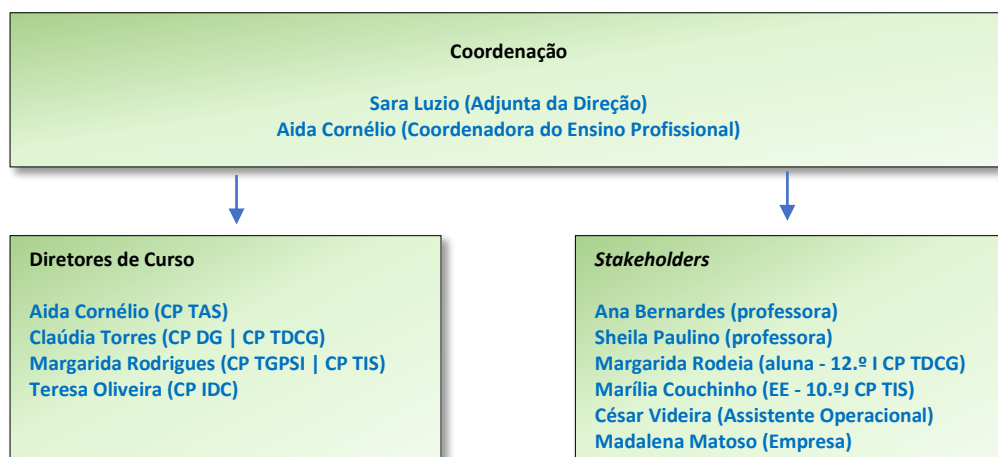 Coordenação
Sara Luzio (Adjunta da Direção)
Aida Cornélio (Coordenadora do Ensino Profissional)
Diretores de Curso
Aida Cornélio (CP TAS)
Claúdia Torres (CP DG | CP TDCG)
Margarida Rodrigues (CP TGPSI | CP TIS)
Teresa Oliveira (CP IDC)
Stakeholders
Ana Bernardes (professora)
Sheila Paulino (professora)
Margarida Rodeia (aluna - 12.º I CP TDCG)
Marília Couchinho (EE - 10.ºJ CP TIS)
César Videira (Assistente Operacional)
Madalena Matoso (Empresa)